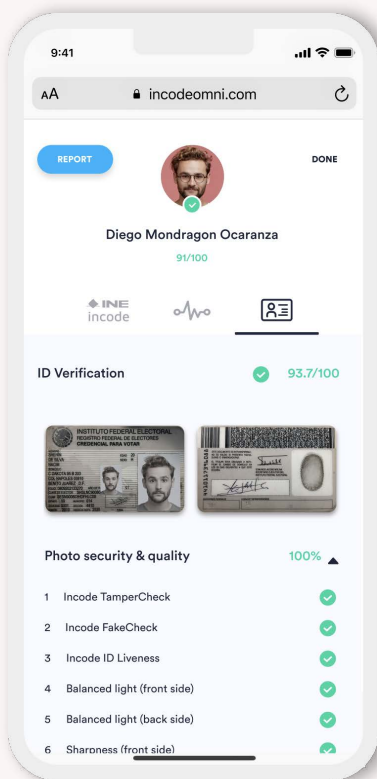 9:41
AA incodeomni.com
REPORT
DONE
Diego Mondragon Ocaranza
91/100
INE
incode
ID Verification 93.7/100
INSTITUTO FEDERAL ELECTORAL
REGISTRO FEDERAL DE ELECTORES
CREDENCIAL PARA VOTAR
Photo security & quality 100%
1 Incode TamperCheck
2 Incode FakeCheck
3 Incode ID Liveness
4 Balanced light (front side)
5 Balanced light (back side)
6 Sharpness (front side)